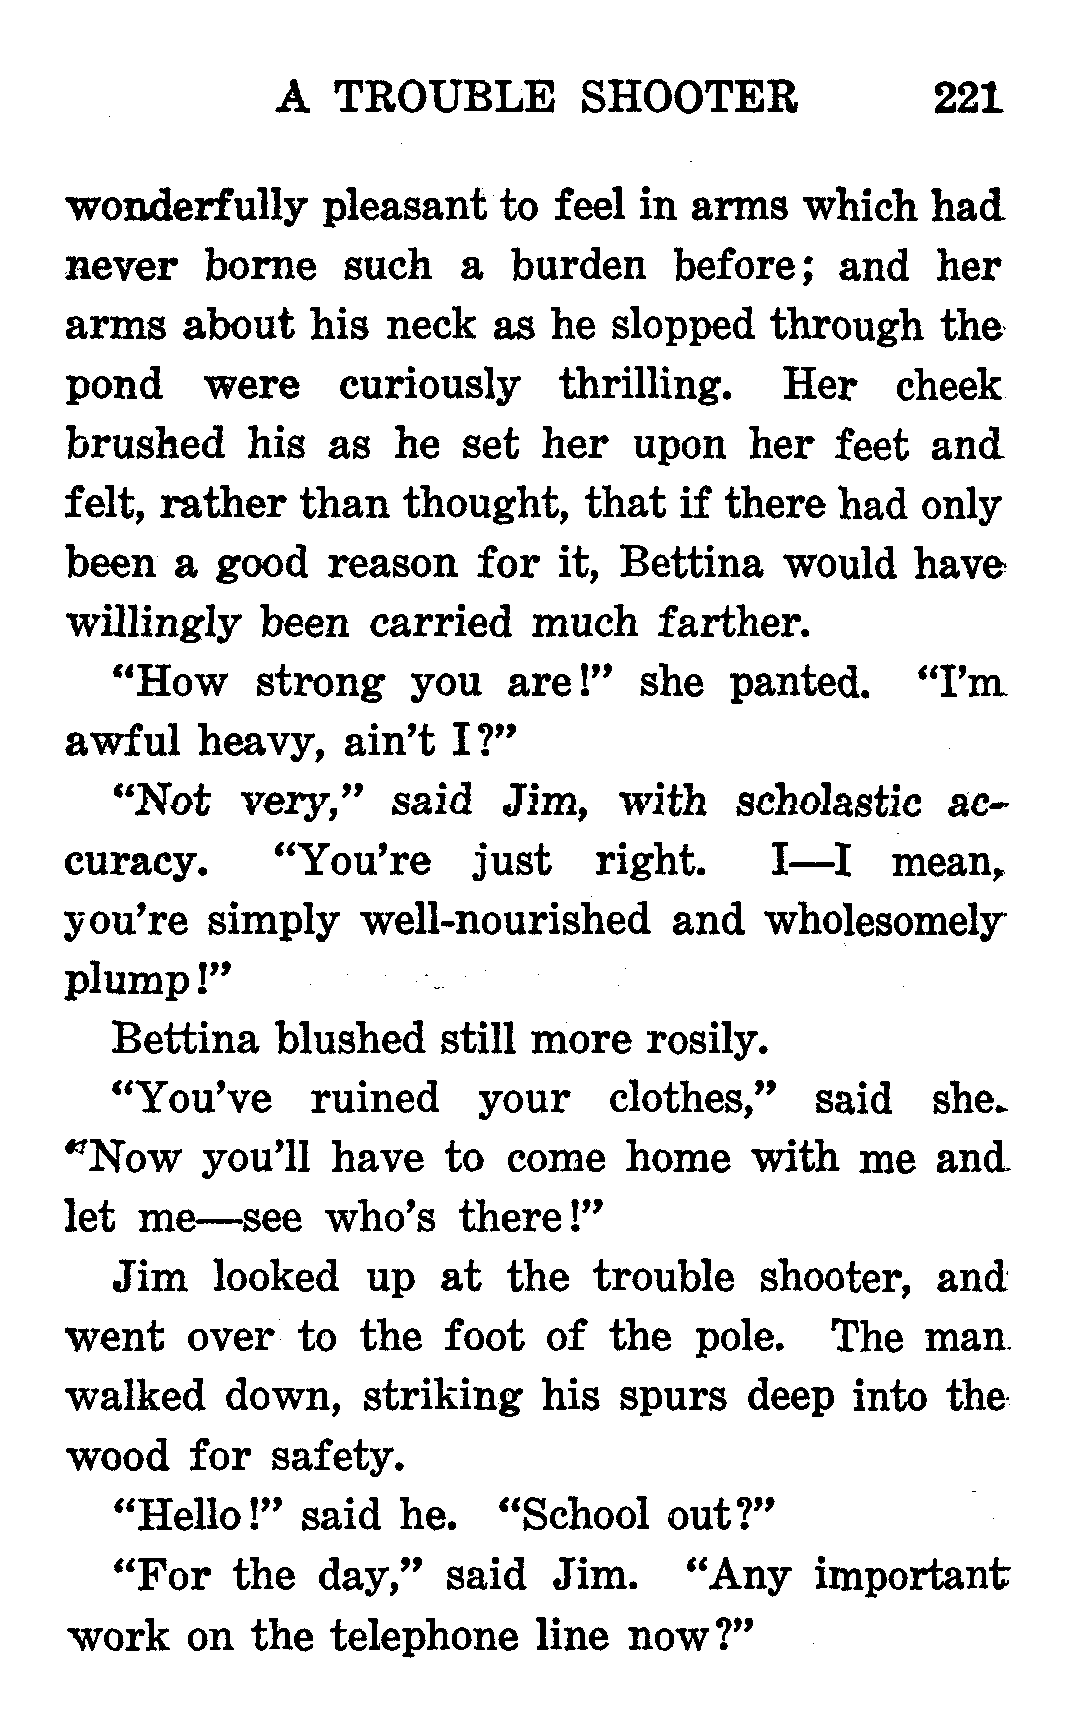 A TROUBLE SHOOTER 221
wonderfully pleasant to feel in arms which had
never borne such a burden before; and her
arms about his neck as he slopped through the
pond were curiously thrilling. Her cheek
brushed his as he set her upon her feet and
felt, rather than thought, that if there had only
been a good reason for it, Bettina would have
willingly been carried much farther.
“How strong you are!” she panted. “I’m
awful heavy, ain’t I?”
“Not very,” said Jim, with scholastic ac-
curacy. “You’re just right. I—I mean,
you’re simply well-nourished and wholesomely
plump!”
Bettina blushed still more rosily.
“You’ve ruined your clothes,” said she.
“Now you’ll have to come home with me and
let me—see who’s there!”
Jim looked up at the trouble shooter, and
went over to the foot of the pole. The man
walked down, striking his spurs deep into the
wood for safety.
“Hello!” said he. “School out?”
“For the day,” said Jim. “Any important
work on the telephone line now?”